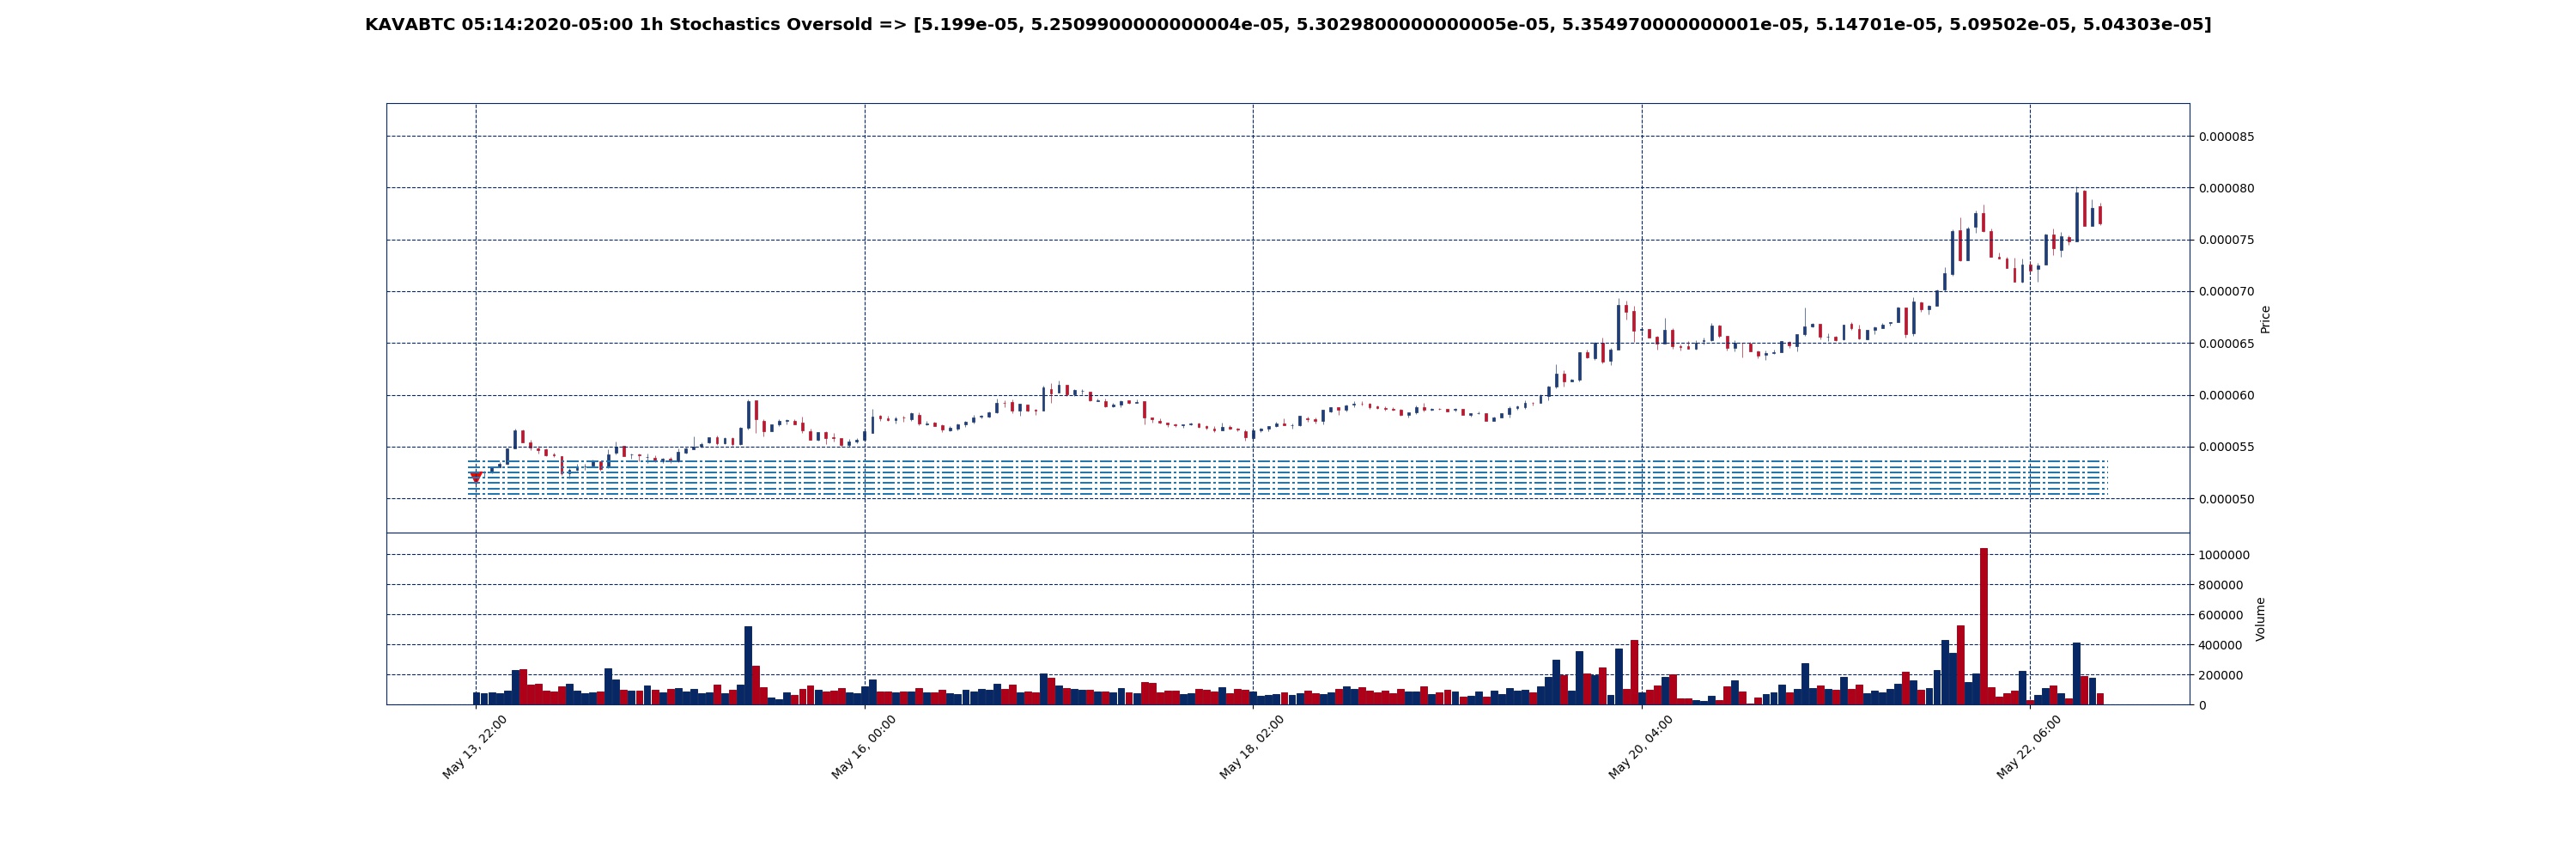 KAVABTC 05:14:2020-05:00 1h Stochastics Oversold => [5.199e-05, 5.2509900000000004e-05, 5.3029800000000005e-05, 5.354970000000001e-05, 5.14701e-05, 5.09502e-05, 5.04303e-05]
0.000085
0.000080
0.000075
0.000070
0.000065
0.000060
0.000055
0.000050
Price
1000000
800000
600000
400000
200000
0
Volume
May 13, 22:00
May 16, 00:00
May 18, 02:00
May 20, 04:00
May 22, 06:00